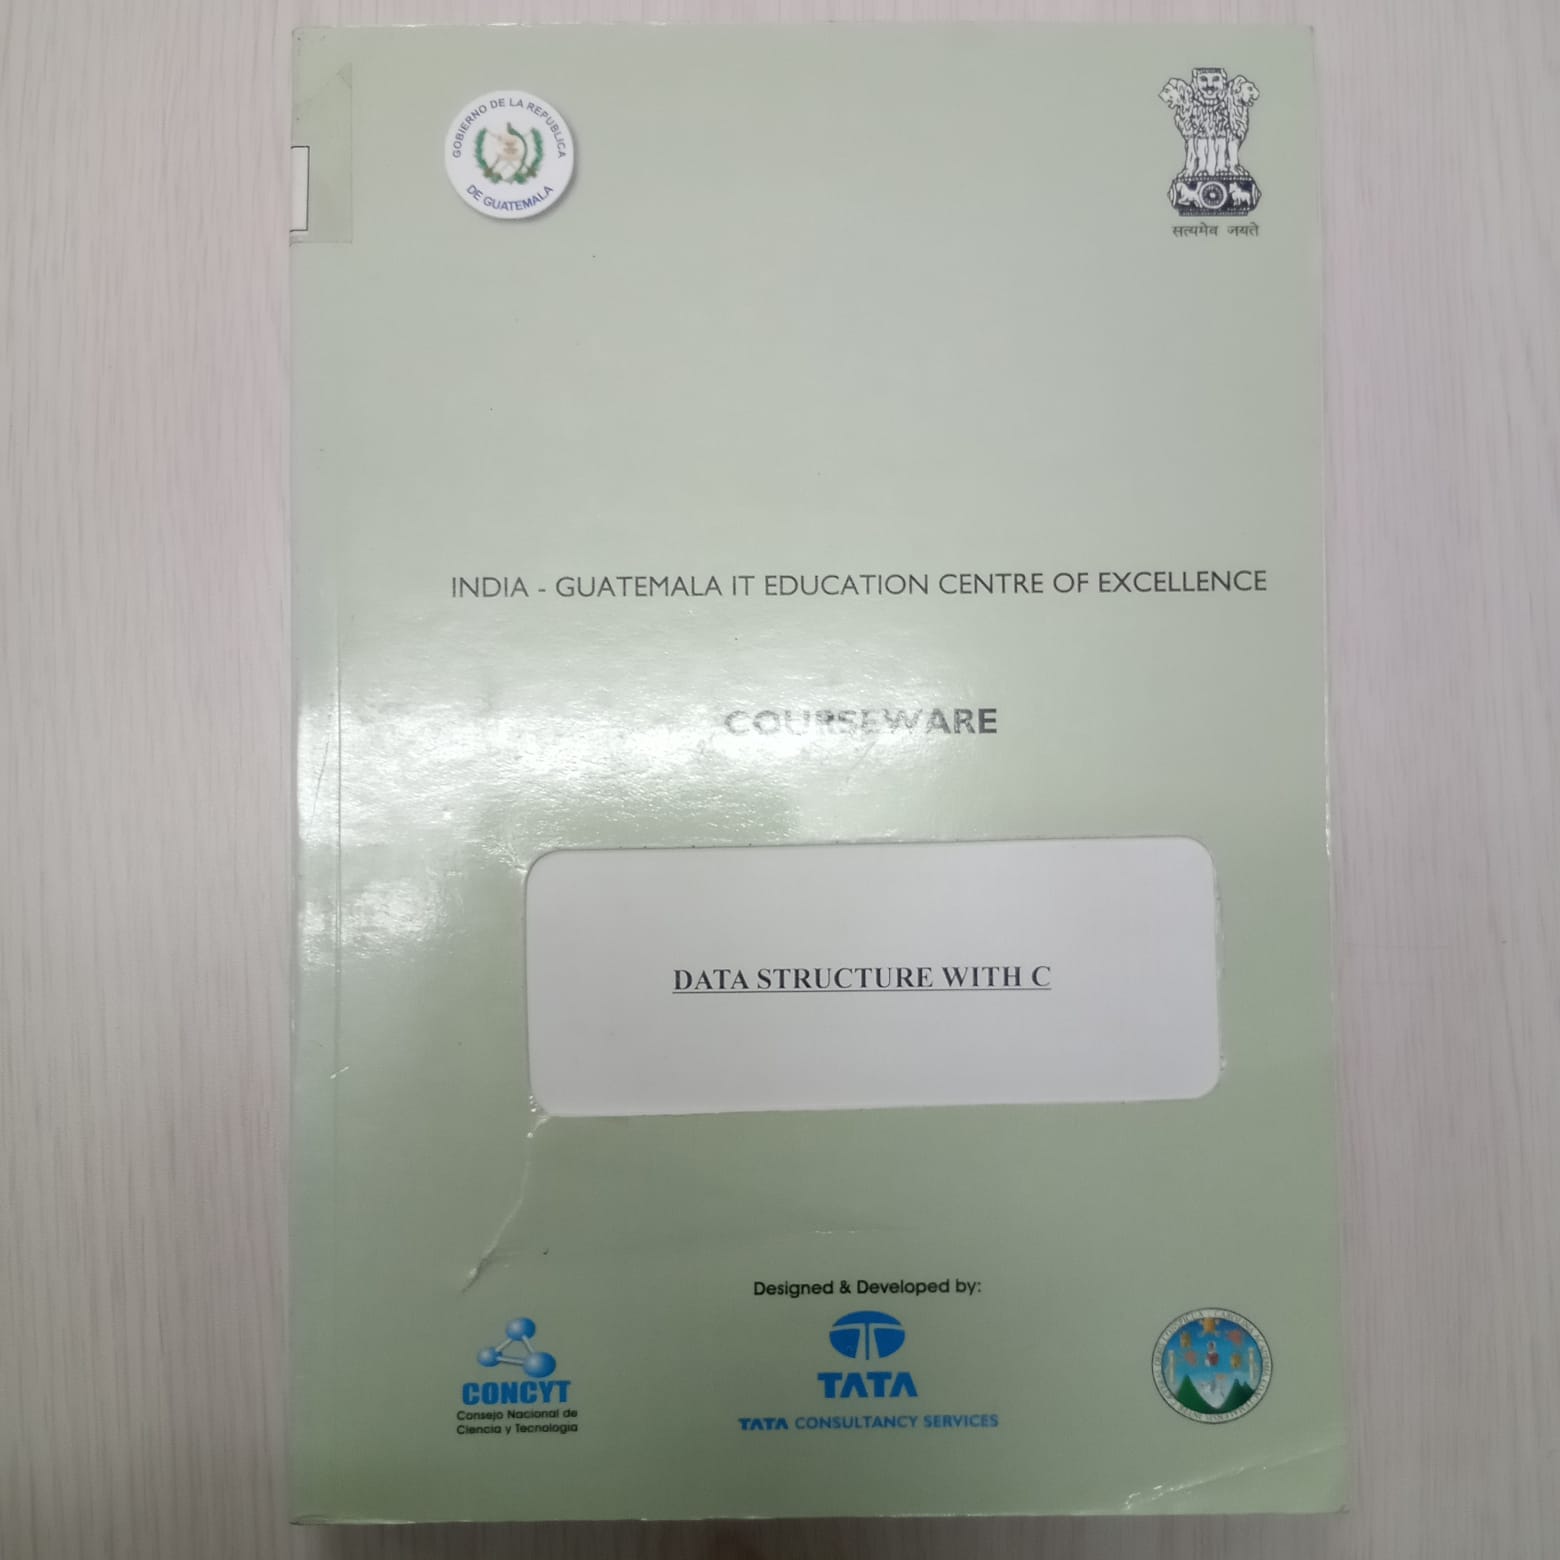 GOBIERNO DE LA REPUBLICA
DE GUATEMALA
सत्यमेव जयते
INDIA - GUATEMALA IT EDUCATION CENTRE OF EXCELLENCE
COURSEWARE
DATA STRUCTURE WITH C
Designed & Developed by:
CONCYT
Consejo Nacional de
Ciencia y Tecnologia
TATA
TATA CONSULTANCY SERVICES